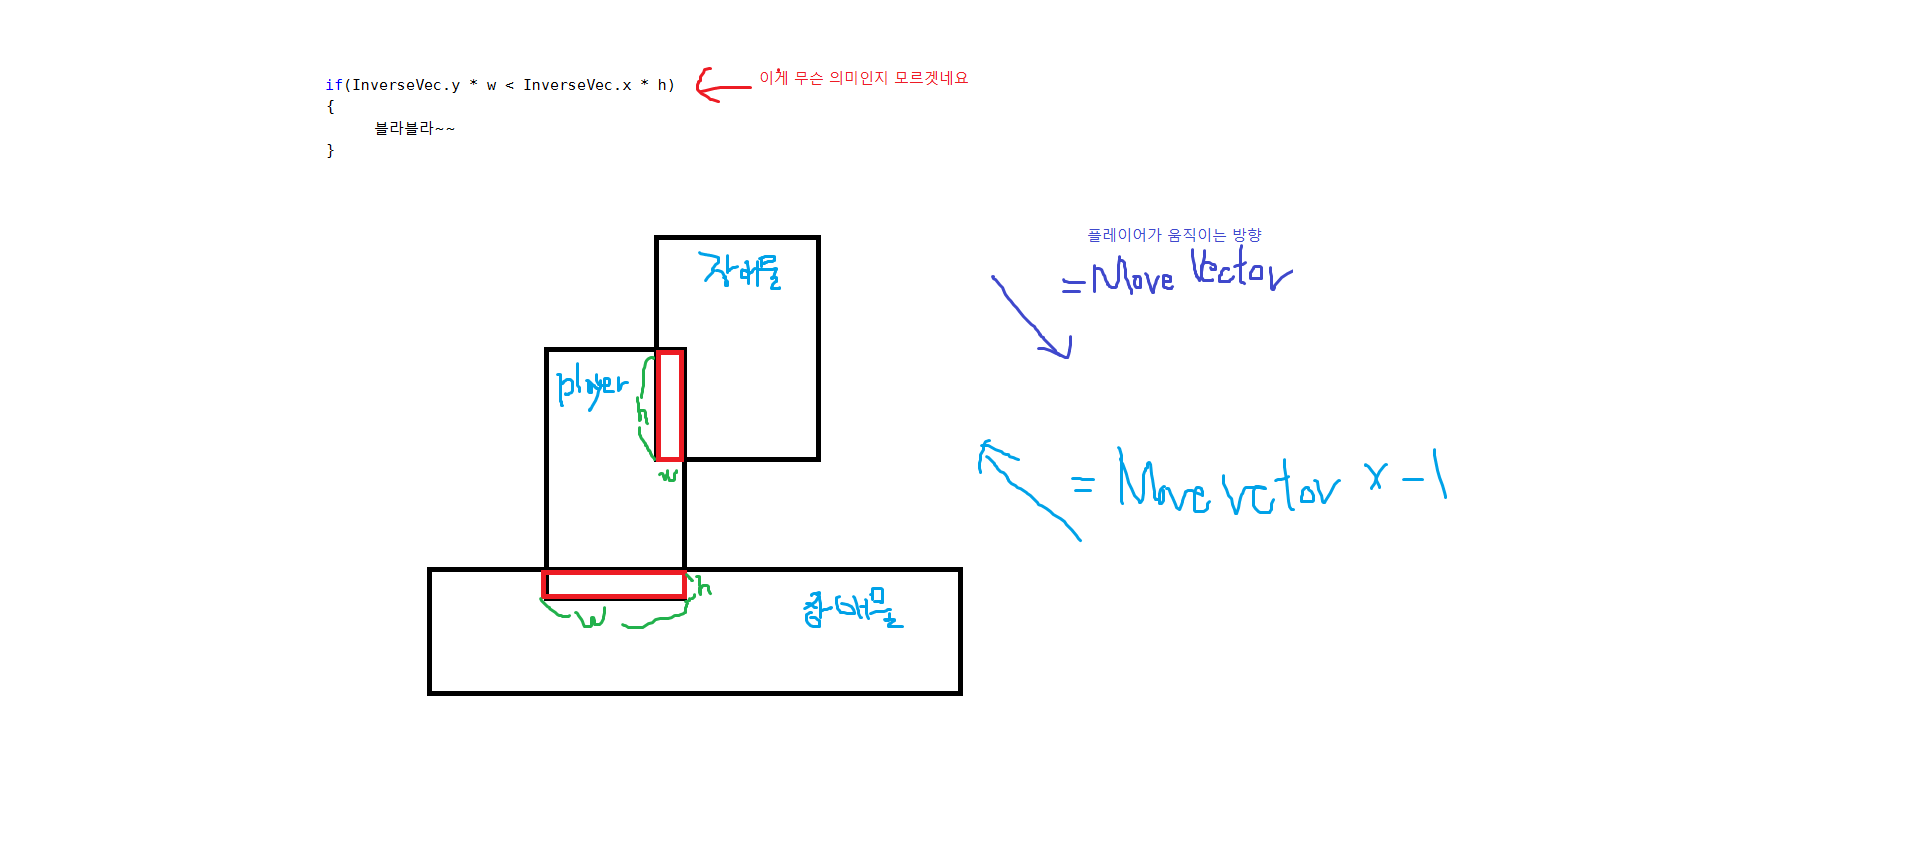 if(InverseVec.y * w < InverseVec.x * h)
이게 무슨 의미인지 모르겟네요
{
블라블라~~
}
플레이어가 움직이는 방향
= Move Vector
장애물
player
h
w
= Move vector x -1
h
w
장애물